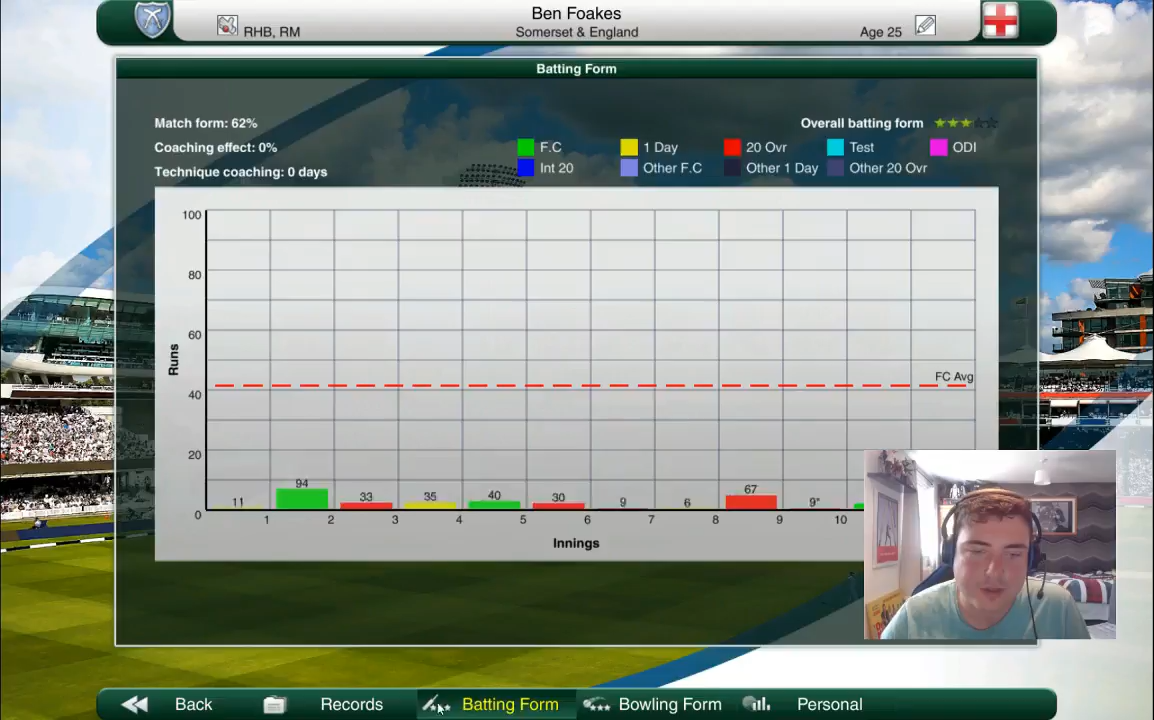 Ben Foakes
RHB, RM
Somerset & England
Age 25
Batting Form
Match form: 62%
Overall batting form
Coaching effect: 0%
F.C
1 Day
20 Ovr
Test
ODI
Technique coaching: 0 days
Int 20
Other F.C
Other 1 Day
Other 20 Ovr
100
80
60
Runs
FC Avg
40
20
94
67
11
33
35
40
30
9
6
9*
0
1
2
3
4
5
6
7
8
9
10
Innings
Back
Records
Batting Form
Bowling Form
Personal